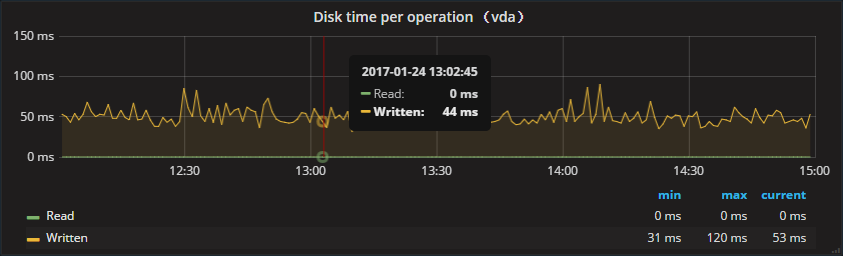 Disk time per operation (vda)
150 ms
100 ms
50 ms
0 ms
2017-01-24 13:02:45
Read: 0 ms
Written: 44 ms
12:30 13:00 13:30 14:00 14:30 15:00
min max current
Read 0 ms 0 ms 0 ms
Written 31 ms 120 ms 53 ms